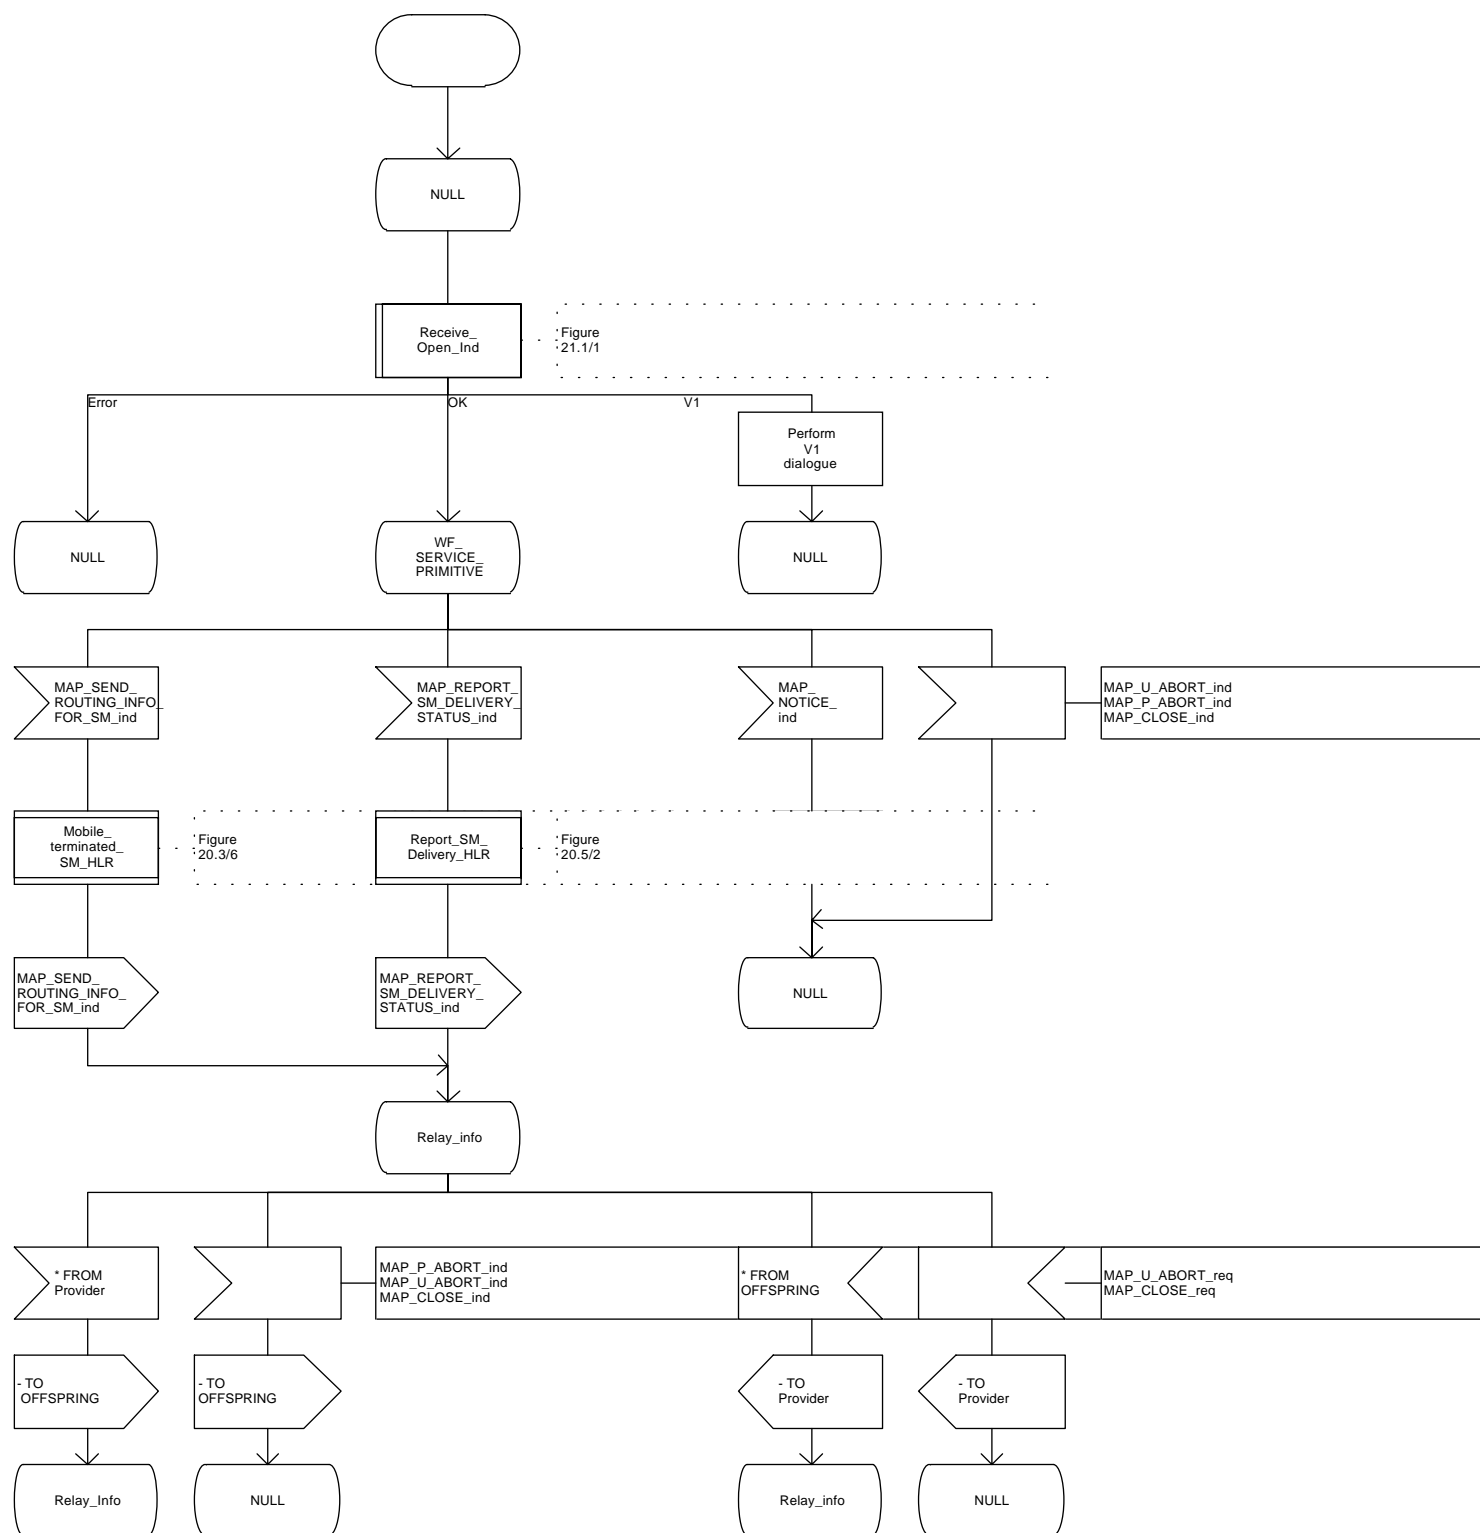 NULL
Receive_
Open_Ind
Figure
21.1/1
Error
OK
V1
Perform
V1
dialogue
NULL
WF_
SERVICE_
PRIMITIVE
NULL
MAP_SEND_
ROUTING_INFO_
FOR_SM_ind
MAP_REPORT_
SM_DELIVERY_
STATUS_ind
MAP_
NOTICE_
ind
MAP_U_ABORT_ind
MAP_P_ABORT_ind
MAP_CLOSE_ind
Mobile_
terminated_
SM_HLR
Figure
20.3/6
Report_SM_
Delivery_HLR
Figure
20.5/2
MAP_SEND_
ROUTING_INFO_
FOR_SM_ind
MAP_REPORT_
SM_DELIVERY_
STATUS_ind
NULL
Relay_info
* FROM
Provider
MAP_P_ABORT_ind
MAP_U_ABORT_ind
MAP_CLOSE_ind
* FROM
OFFSPRING
MAP_U_ABORT_req
MAP_CLOSE_req
- TO
OFFSPRING
- TO
OFFSPRING
- TO
Provider
- TO
Provider
Relay_Info
NULL
Relay_info
NULL